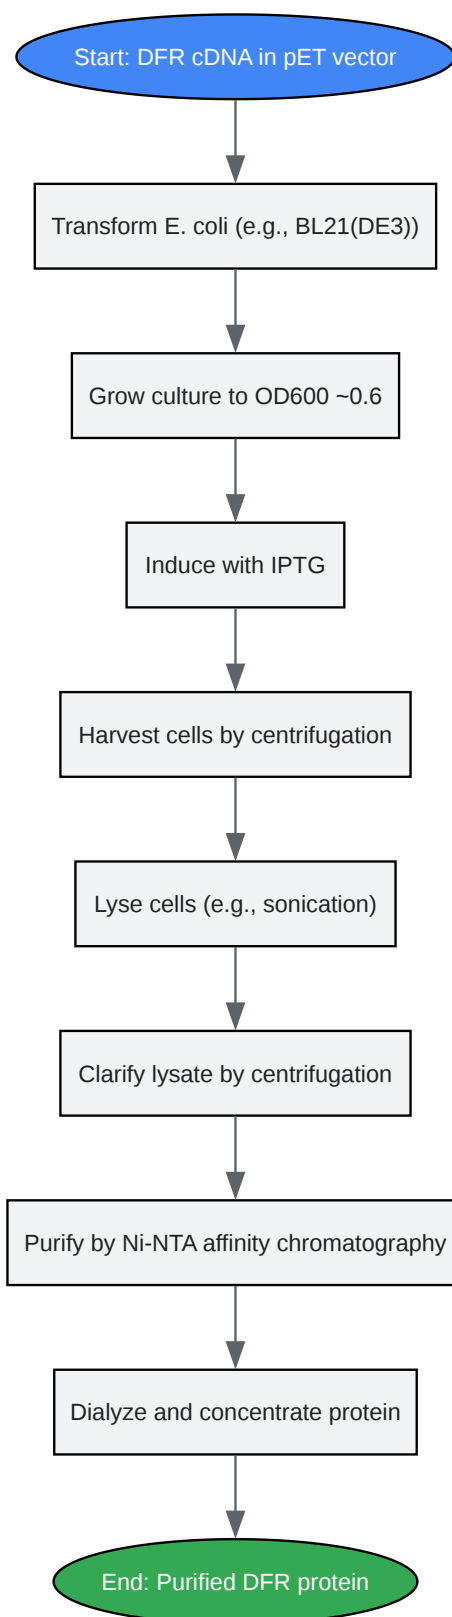 Start: DFR cDNA in pET vector
Transform E. coli (e.g., BL21(DE3))
Grow culture to OD600 ~0.6
Induce with IPTG
Harvest cells by centrifugation
Lyse cells (e.g., sonication)
Clarify lysate by centrifugation
Purify by Ni-NTA affinity chromatography
Dialyze and concentrate protein
End: Purified DFR protein